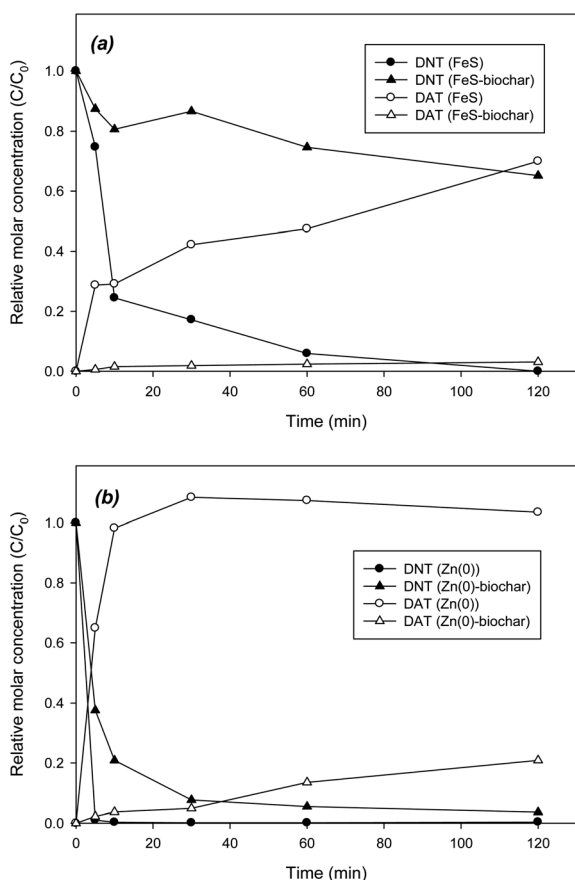 (a)
DNT (FeS)
DNT (FeS-biochar)
DAT (FeS)
DAT (FeS-biochar)
Relative molar concentration (C/C0)
1.0
0.8
0.6
0.4
0.2
0.0
0 20 40 60 80 100 120
Time (min)
(b)
DNT (Zn(0))
DNT (Zn(0)-biochar)
DAT (Zn(0))
DAT (Zn(0)-biochar)
Relative molar concentration (C/C0)
1.0
0.8
0.6
0.4
0.2
0.0
0 20 40 60 80 100 120
Time (min)